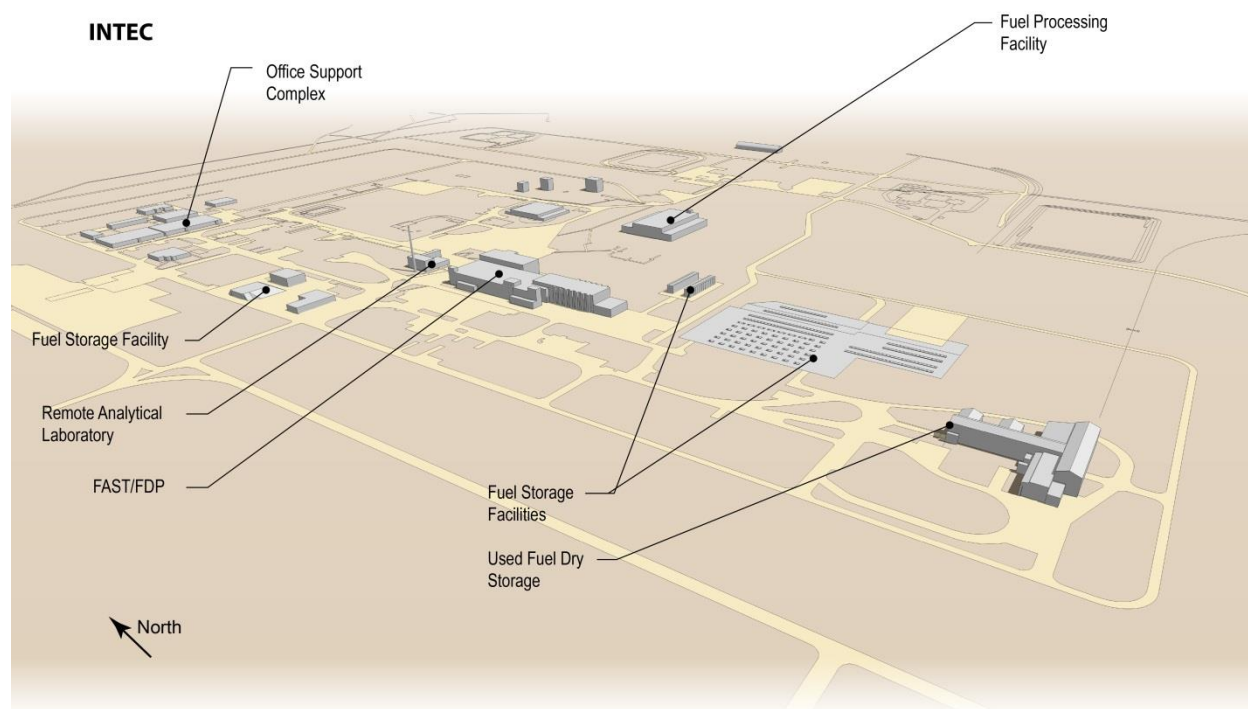 INTEC
Fuel Processing
Facility
Office Support
Complex
Fuel Storage Facility
Remote Analytical
Laboratory
FAST/FDP
Fuel Storage
Facilities
Used Fuel Dry
Storage
North